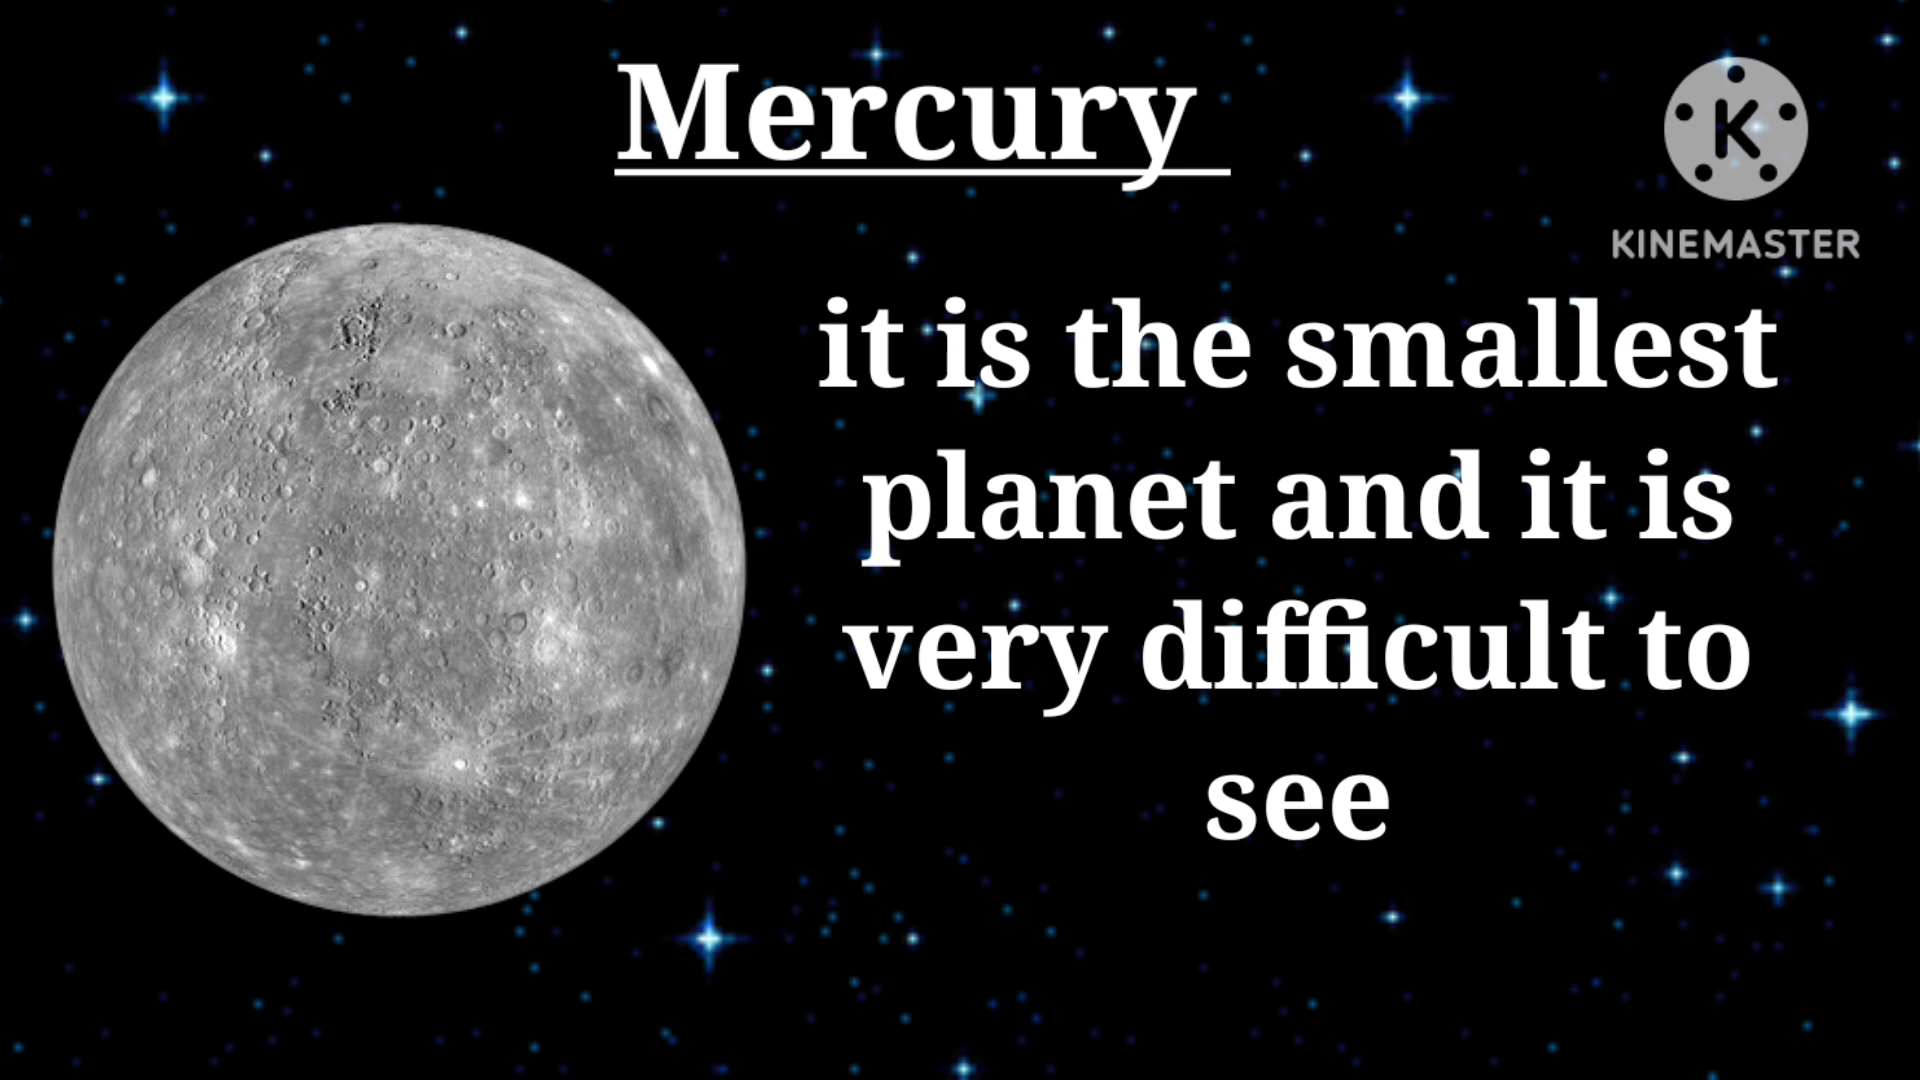 Mercury
K
KINEMASTER
it is the smallest
planet and it is
very difficult to
see